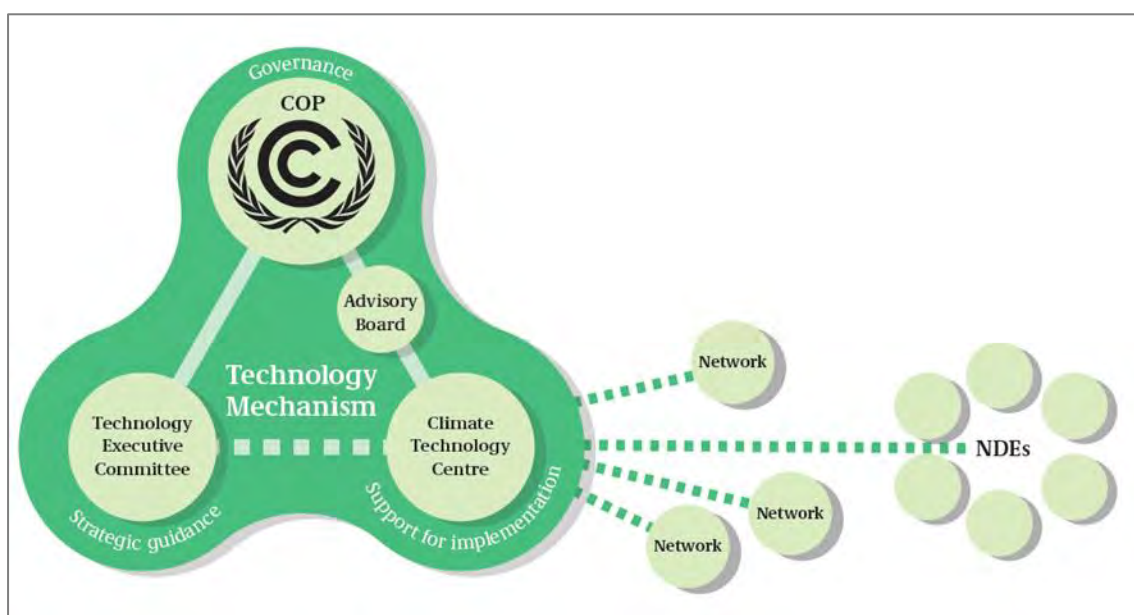 Governance
COP
Advisory
Board
Technology
Mechanism
Technology
Executive
Committee
Climate
Technology
Centre
Strategic guidance
Support for implementation
Network
NDEs
Network
Network